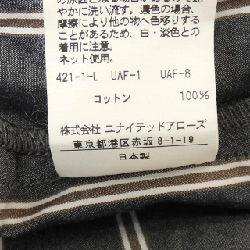 やかに洗い流す。濃色の場合、
摩擦により他の物へ色移りする
ことがあるため、白・淡色との
着用に注意。
ネット使用。
421-1-L UAF-1 UAF-8
コットン 100%
株式会社 ユナイテッドアローズ
東京都港区赤坂8-1-19
日本製